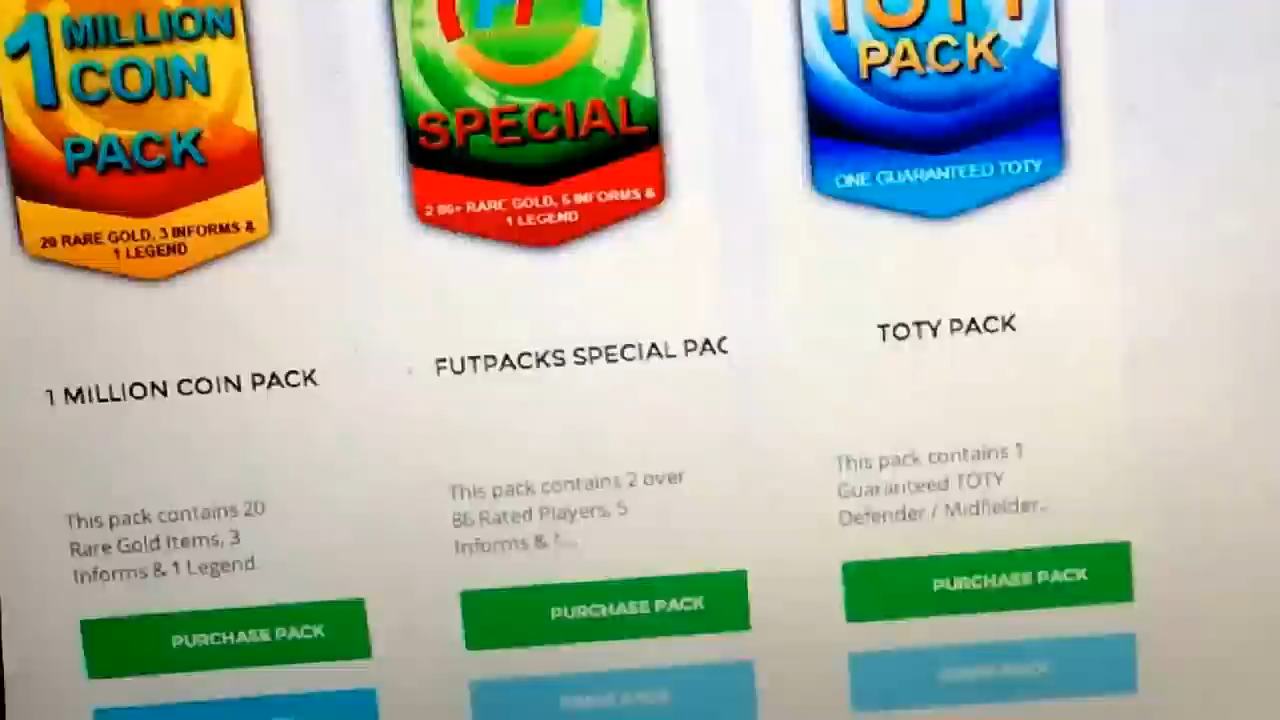 1 MILLION
COIN
PACK
20 RARE GOLD, 3 INFORMS &
1 LEGEND
SPECIAL
2 86+ RARE GOLD, 5 INFORMS &
1 LEGEND
TOTY
PACK
ONE GUARANTEED TOTY
1 MILLION COIN PACK
FUTPACKS SPECIAL PAC
TOTY PACK
This pack contains 20
Rare Gold Items, 3
Informs & 1 Legend.
This pack contains 2 over
86 Rated Players, 5
Informs & 1...
This pack contains 1
Guaranteed TOTY
Defender / Midfielder...
PURCHASE PACK
PURCHASE PACK
PURCHASE PACK